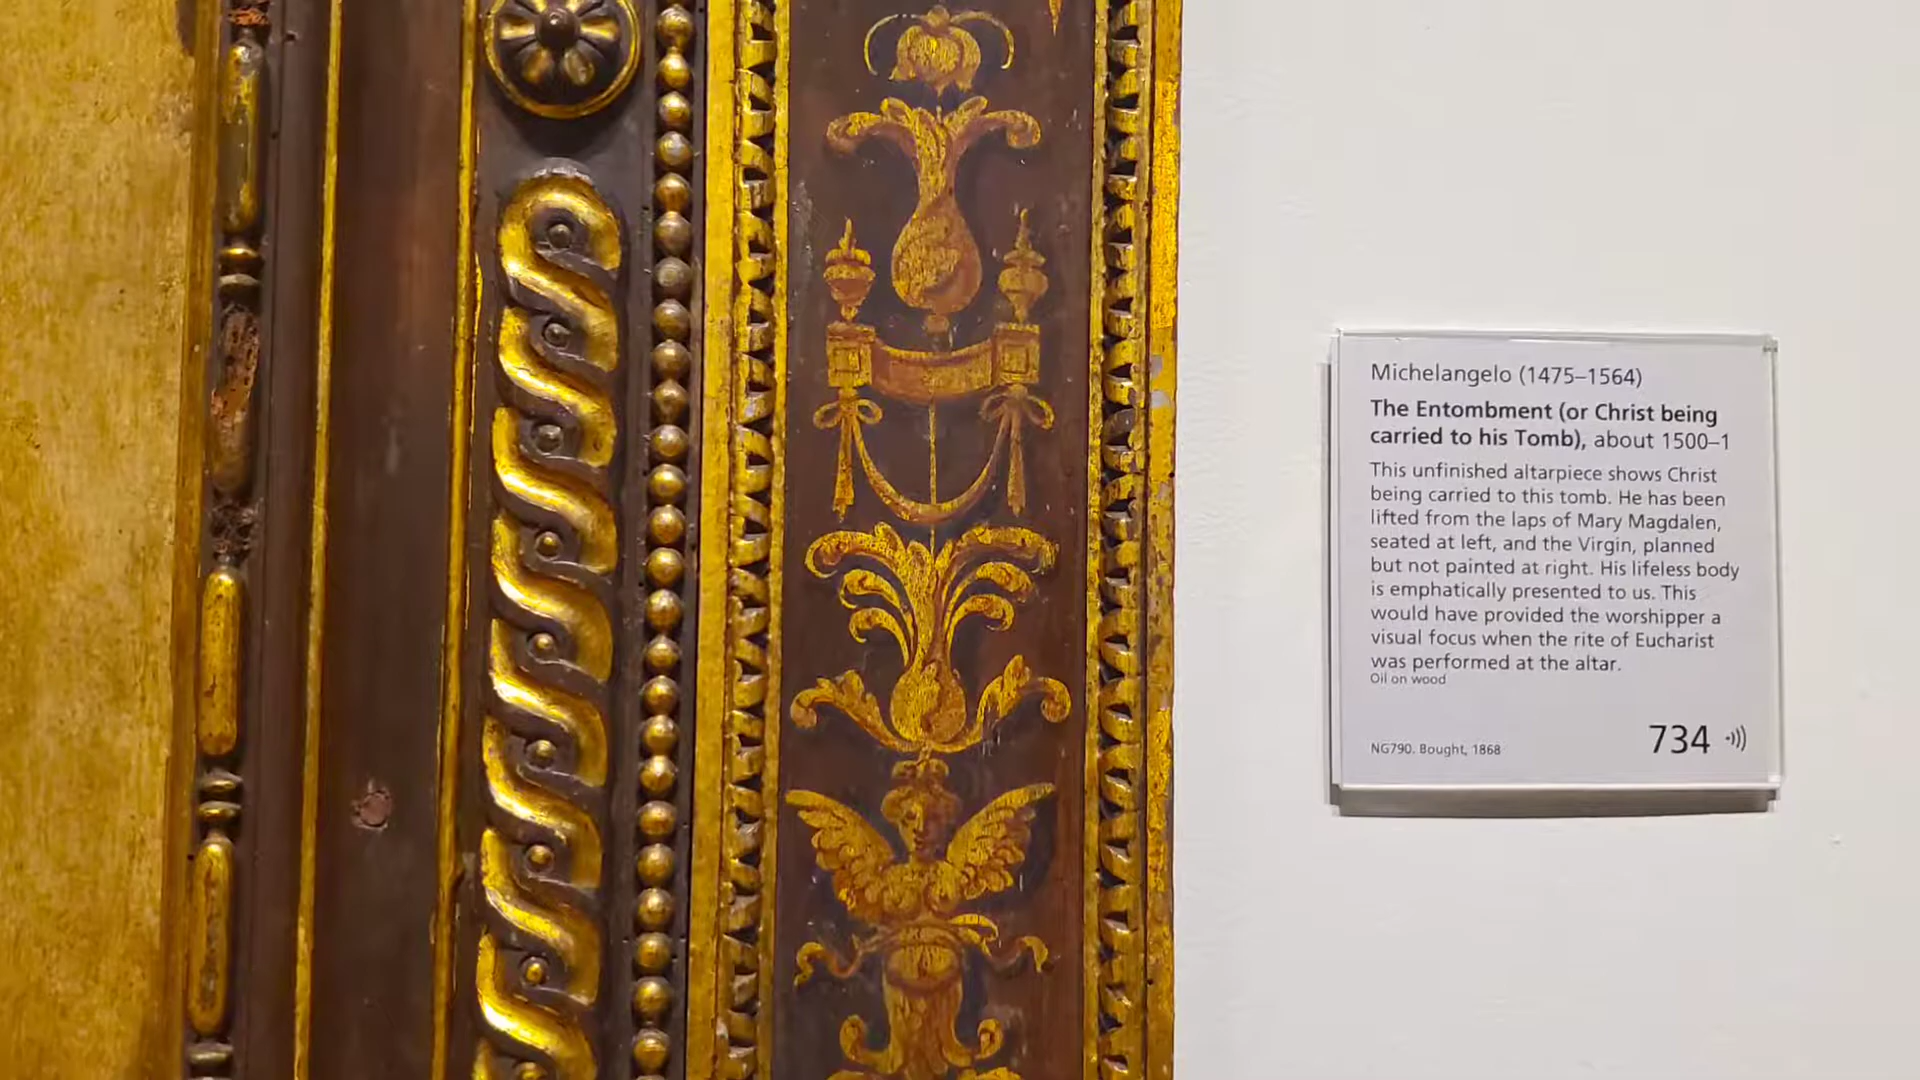 Michelangelo (1475–1564)
The Entombment (or Christ being
carried to his Tomb), about 1500–1
This unfinished altarpiece shows Christ
being carried to this tomb. He has been
lifted from the laps of Mary Magdalen,
seated at left, and the Virgin, planned
but not painted at right. His lifeless body
is emphatically presented to us. This
would have provided the worshipper a
visual focus when the rite of Eucharist
was performed at the altar.
Oil on wood
NG790. Bought, 1868
734